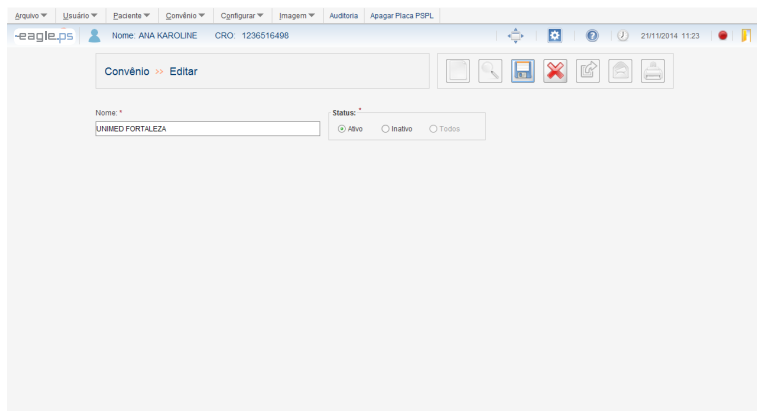 Arquivo Usuário Paciente Convênio Configurar Imagem Auditoria Apagar Placa PSPL
eagle.ps Nome: ANA KAROLINE CRO: 1236516498 21/11/2014 11:23
Convênio >> Editar
Nome: * Status: *
UNIMED FORTALEZA Ativo Inativo Todos